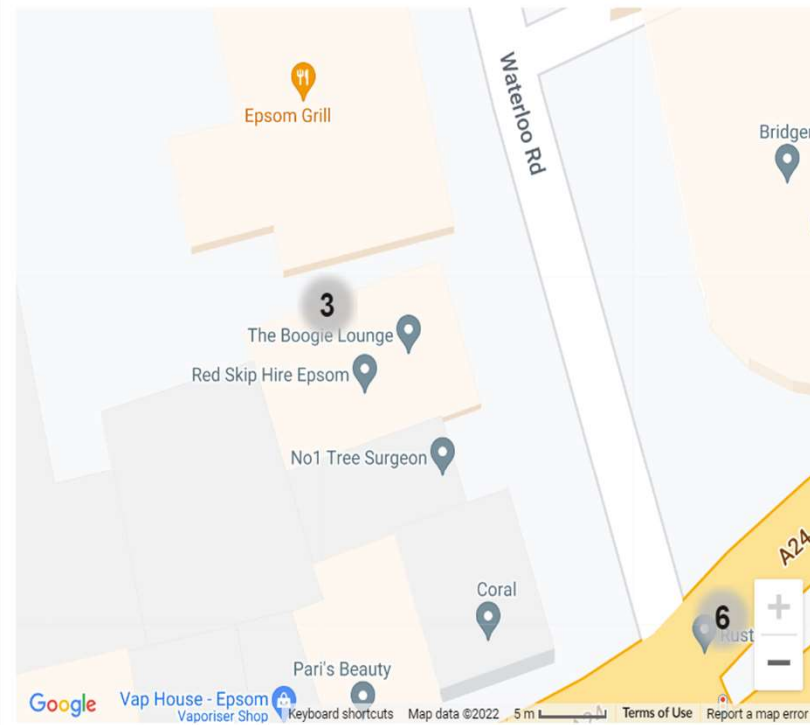 Epsom Grill
Waterloo Rd
Bridge
3
The Boogie Lounge
Red Skip Hire Epsom
No1 Tree Surgeon
A24
Coral
6
Rust
+
−
Pari's Beauty
Vap House - Epsom
Vaporiser Shop
Google
Keyboard shortcuts
Map data ©2022
5 m
Terms of Use
Report a map error